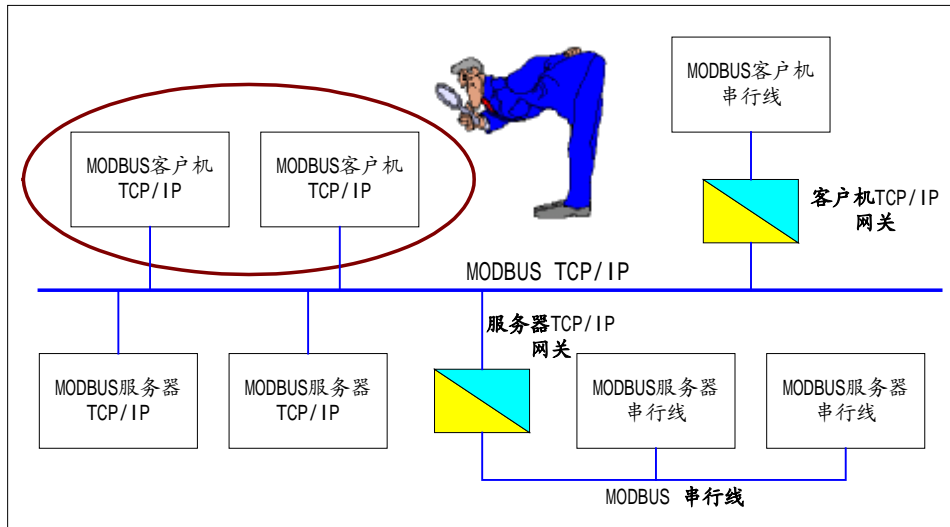 MODBUS客户机
串行线
MODBUS客户机
TCP/IP
MODBUS客户机
TCP/IP
客户机TCP/IP
网关
MODBUS TCP/IP
服务器TCP/IP
网关
MODBUS服务器
TCP/IP
MODBUS服务器
TCP/IP
MODBUS服务器
串行线
MODBUS服务器
串行线
MODBUS 串行线